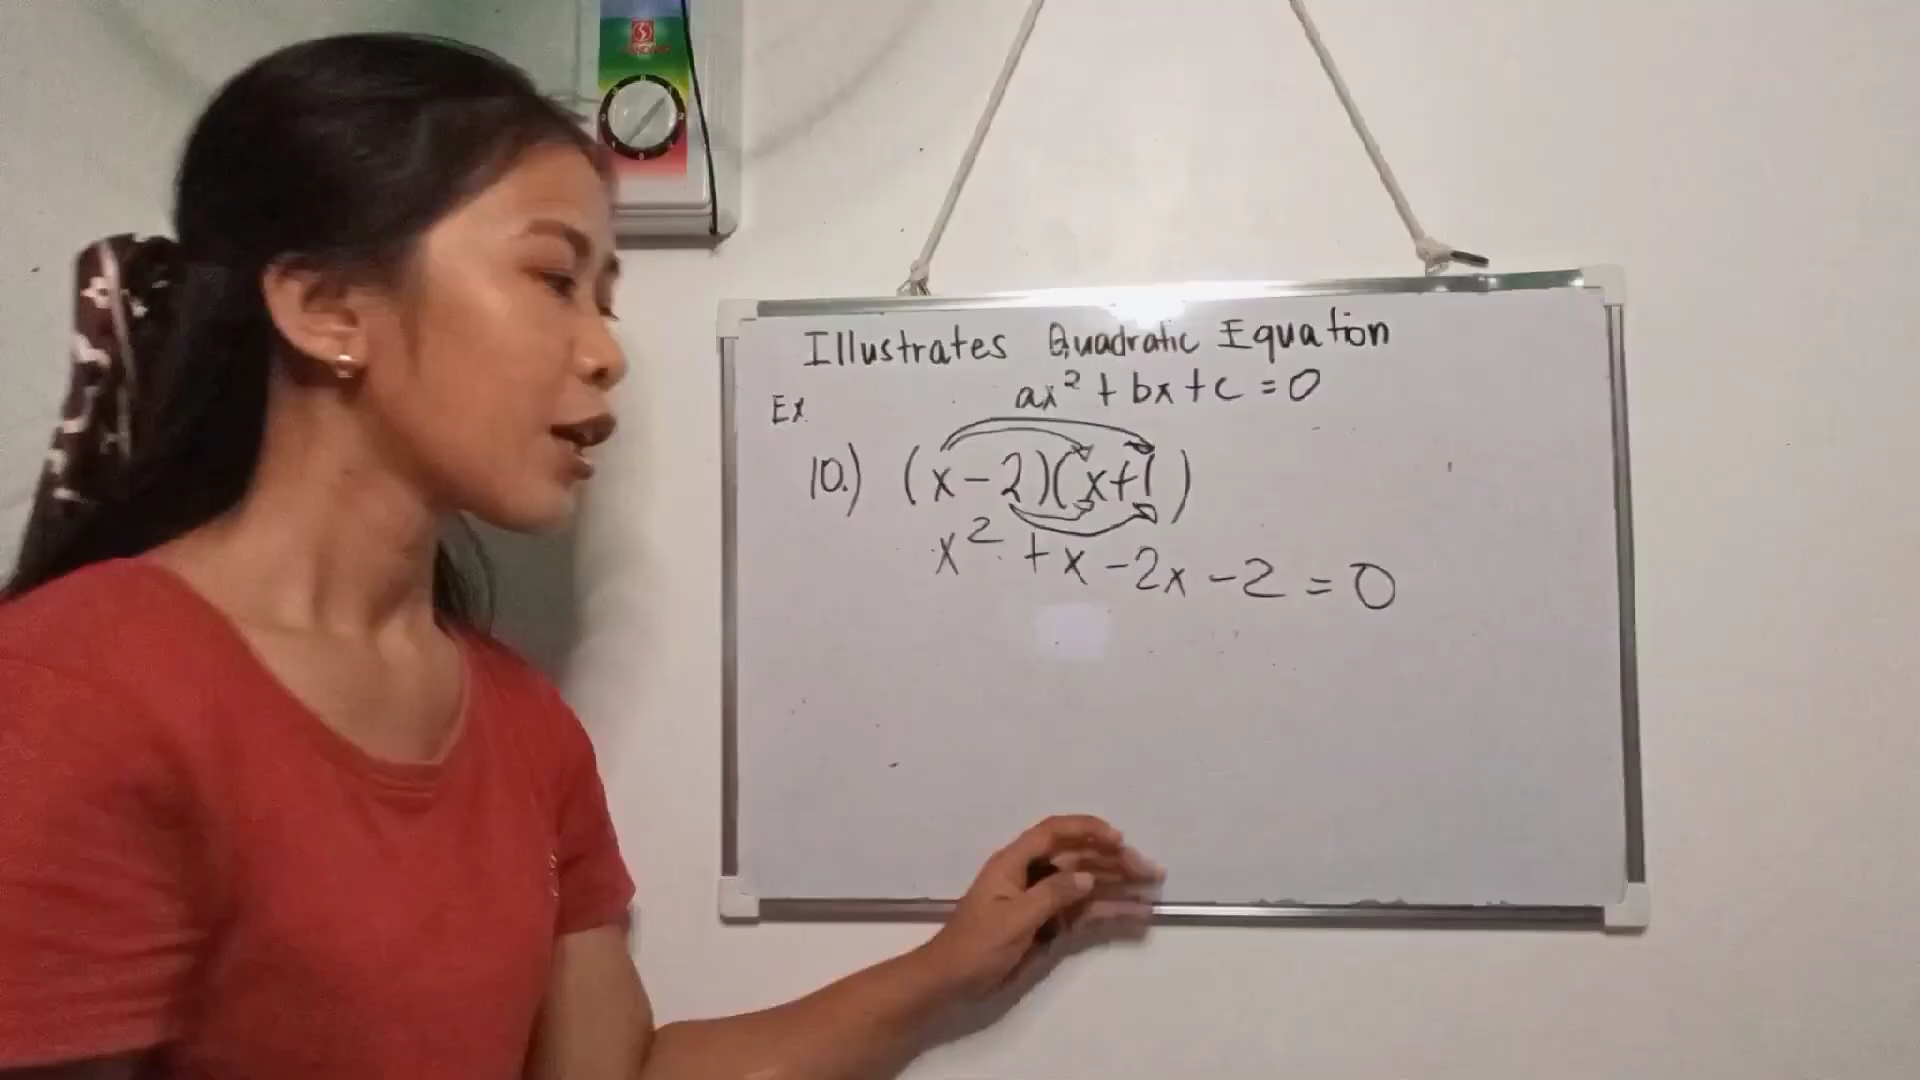 Illustrates Quadratic Equation
ax² + bx + c = 0
Ex.
10.) (x - 2)(x + 1)
x² + x - 2x - 2 = 0